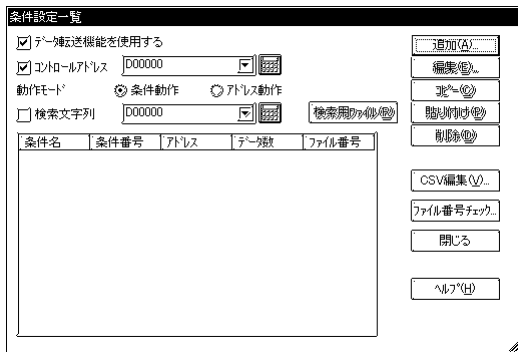 条件設定一覧
データ転送機能を使用する
追加(A)...
コントロールアドレス D00000
編集(E)...
動作モード 条件動作 アドレス動作
コピー(C)
検索文字列 D00000 検索用ファイル(R)
貼り付け(P)
削除(D)
条件名 条件番号 アドレス データ数 ファイル番号
CSV編集(V)...
ファイル番号チェック...
閉じる
ヘルプ(H)